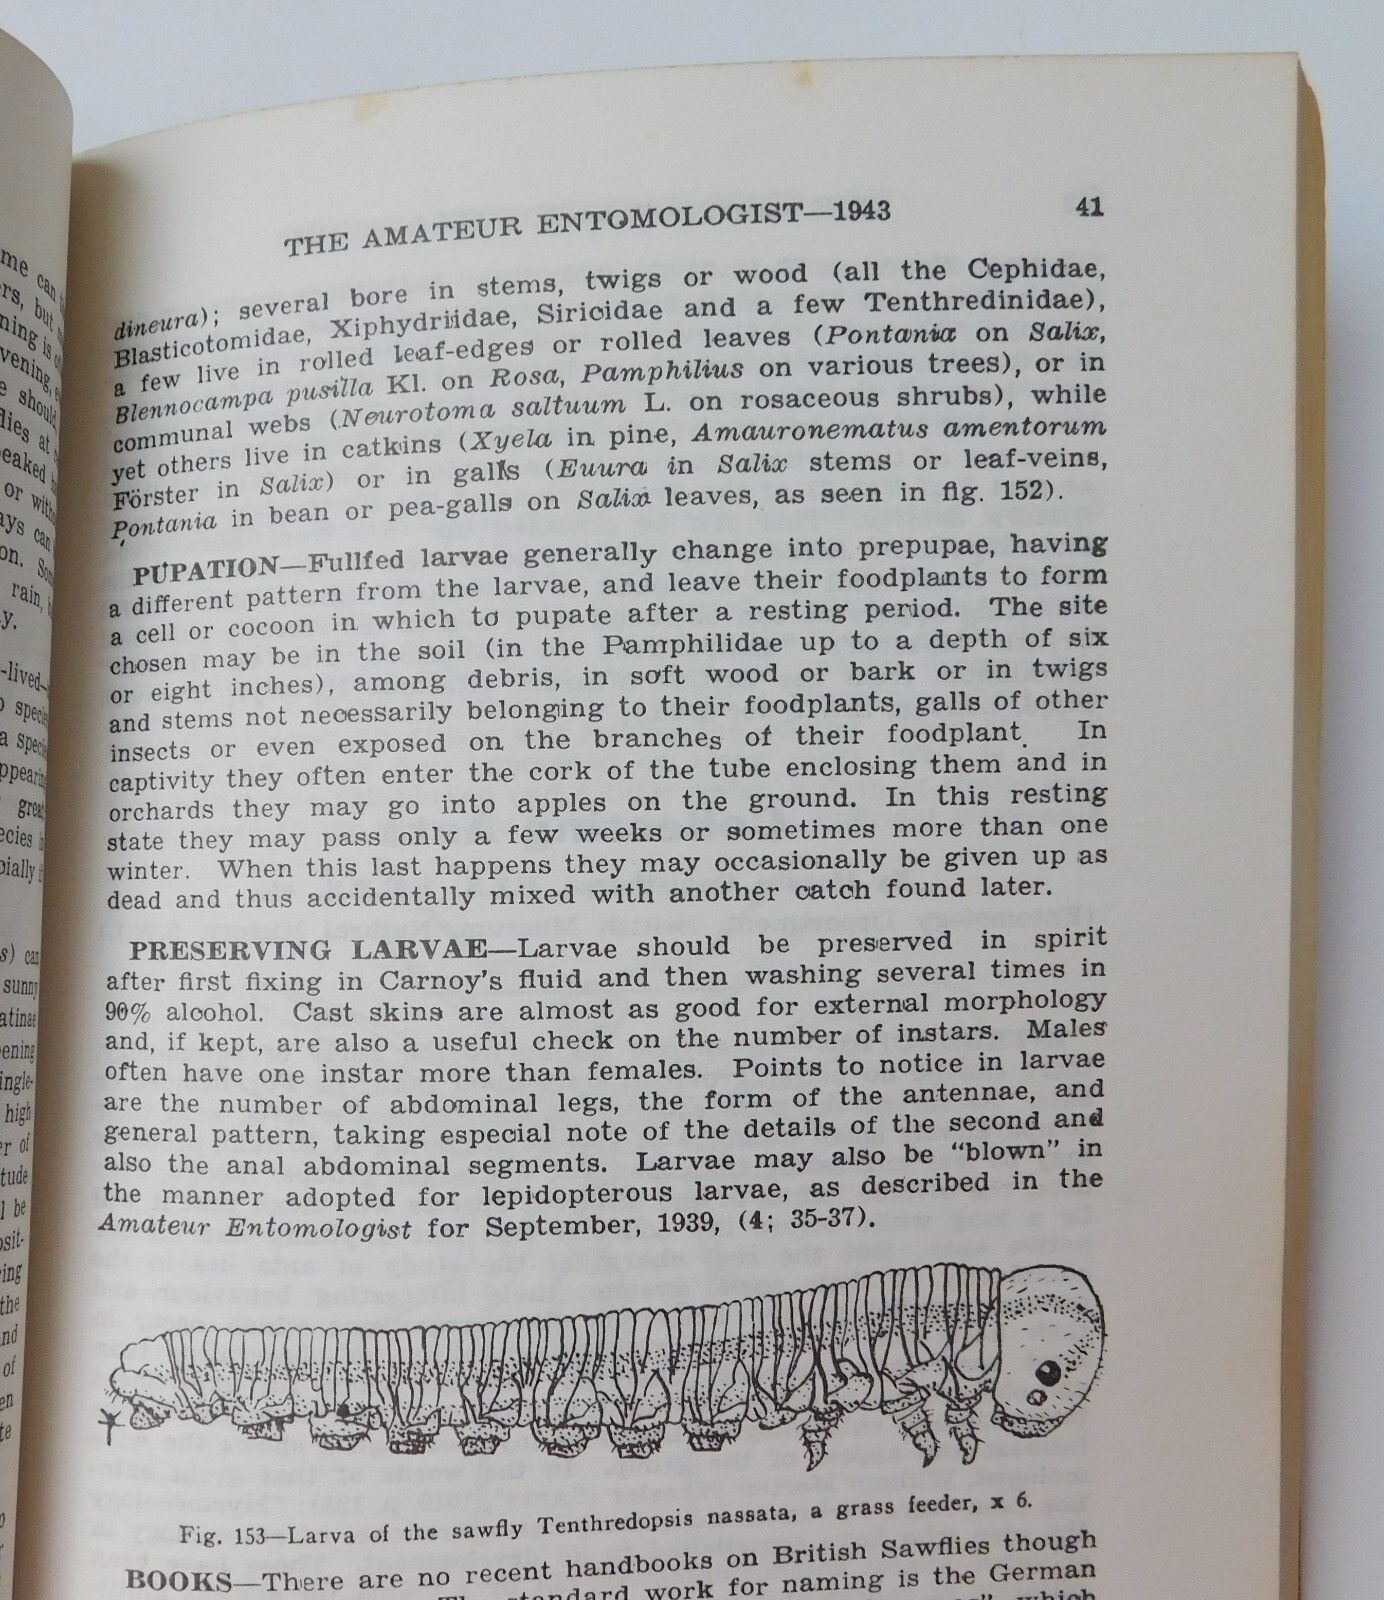 THE AMATEUR ENTOMOLOGIST—1943 41
dineura); several bore in stems, twigs or wood (all the Cephidae,
Blasticotomidae, Xiphydriidae, Siricidae and a few Tenthredinidae),
a few live in rolled leaf-edges or rolled leaves (Pontania on Salix,
Blennocampa pusilla Kl. on Rosa, Pamphilius on various trees), or in
communal webs (Neurotoma saltuum L. on rosaceous shrubs), while
yet others live in catkins (Xyela in pine, Amauronematus amentorum
Förster in Salix) or in galls (Euura in Salix stems or leaf-veins,
Pontania in bean or pea-galls on Salix leaves, as seen in fig. 152).
PUPATION—Fullfed larvae generally change into prepupae, having
a different pattern from the larvae, and leave their foodplants to form
a cell or cocoon in which to pupate after a resting period. The site
chosen may be in the soil (in the Pamphilidae up to a depth of six
or eight inches), among debris, in soft wood or bark or in twigs
and stems not necessarily belonging to their foodplants, galls of other
insects or even exposed on the branches of their foodplant. In
captivity they often enter the cork of the tube enclosing them and in
orchards they may go into apples on the ground. In this resting
state they may pass only a few weeks or sometimes more than one
winter. When this last happens they may occasionally be given up as
dead and thus accidentally mixed with another catch found later.
PRESERVING LARVAE—Larvae should be preserved in spirit
after first fixing in Carnoy's fluid and then washing several times in
90% alcohol. Cast skins are almost as good for external morphology
and, if kept, are also a useful check on the number of instars. Males
often have one instar more than females. Points to notice in larvae
are the number of abdominal legs, the form of the antennae, and
general pattern, taking especial note of the details of the second and
also the anal abdominal segments. Larvae may also be "blown" in
the manner adopted for lepidopterous larvae, as described in the
Amateur Entomologist for September, 1939, (4; 35-37).
Fig. 153—Larva of the sawfly Tenthredopsis nassata, a grass feeder, x 6.
BOOKS—There are no recent handbooks on British Sawflies though
standard work for naming is the German
which